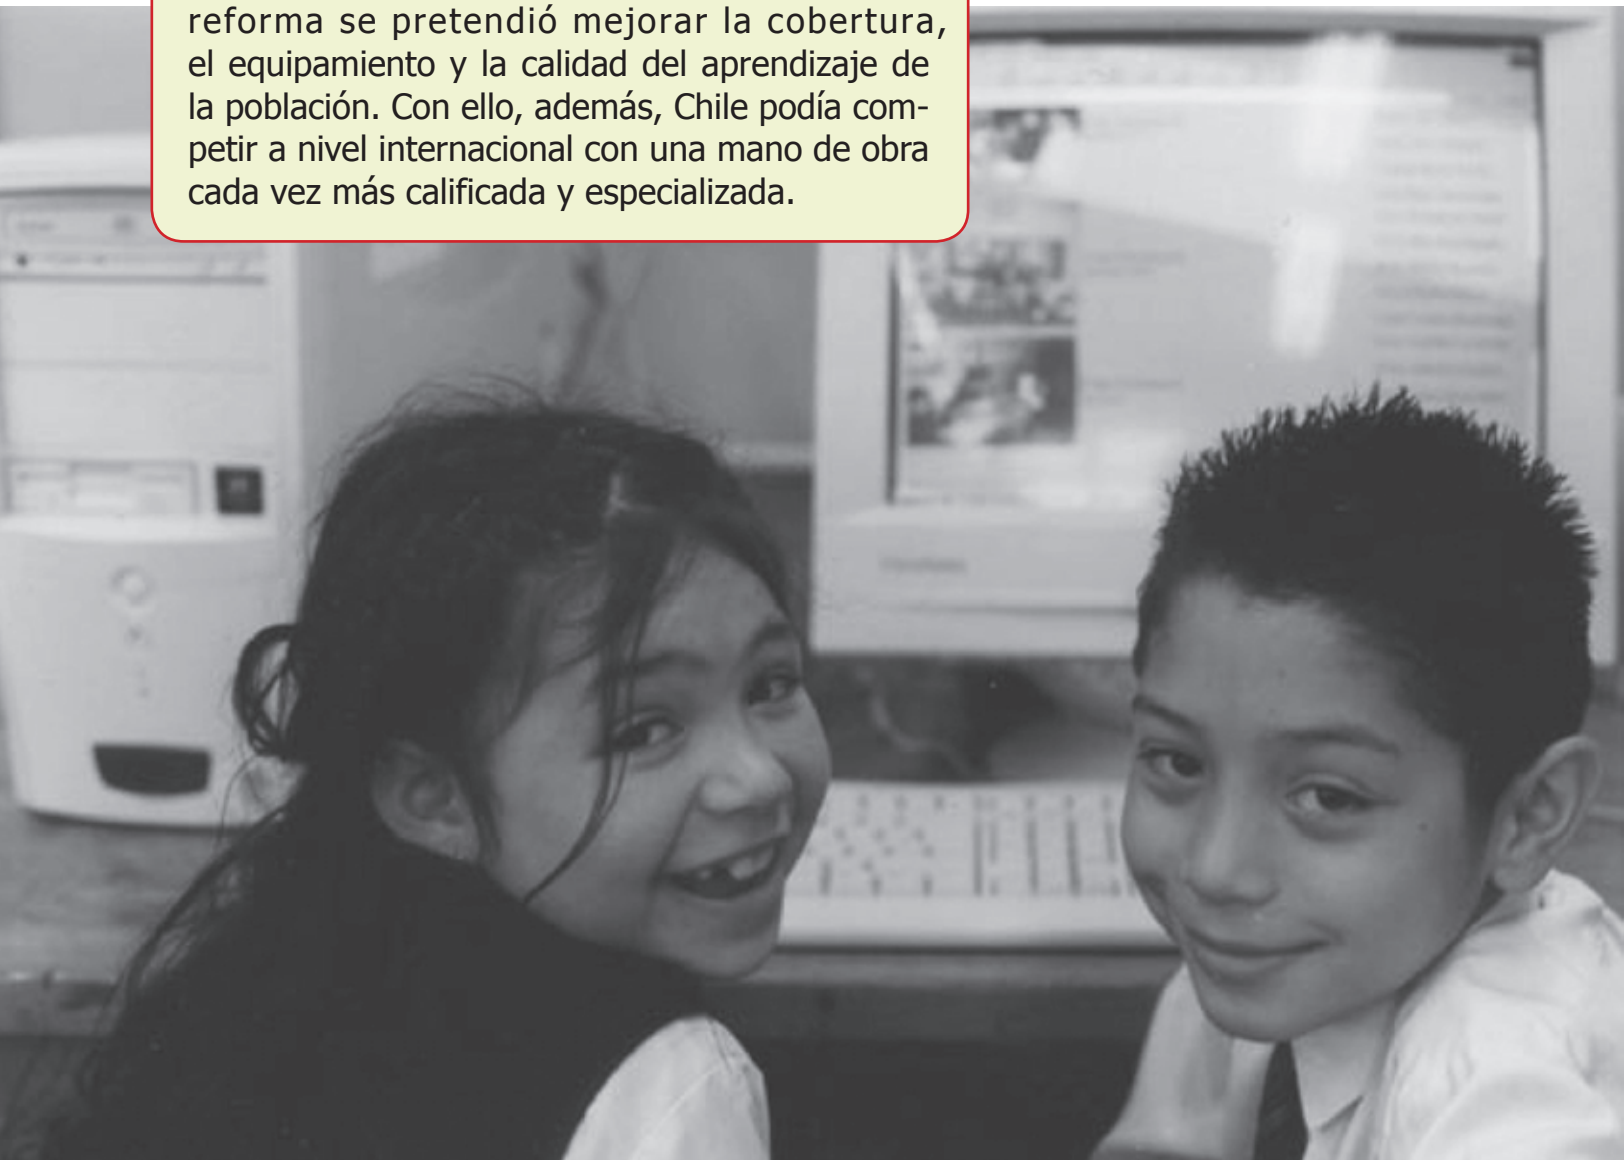 reforma se pretendió mejorar la cobertura,
el equipamiento y la calidad del aprendizaje de
la población. Con ello, además, Chile podía com-
petir a nivel internacional con una mano de obra
cada vez más calificada y especializada.